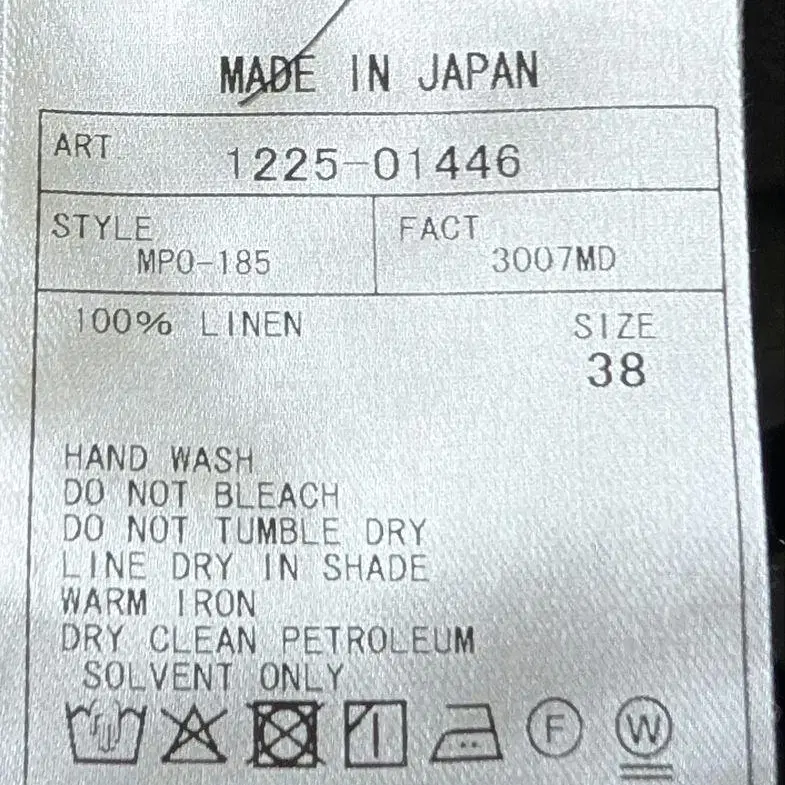 MADE IN JAPAN
ART 1225-01446
STYLE MPO-185
FACT 3007MD
100% LINEN
SIZE
38
HAND WASH
DO NOT BLEACH
DO NOT TUMBLE DRY
LINE DRY IN SHADE
WARM IRON
DRY CLEAN PETROLEUM
SOLVENT ONLY
F W